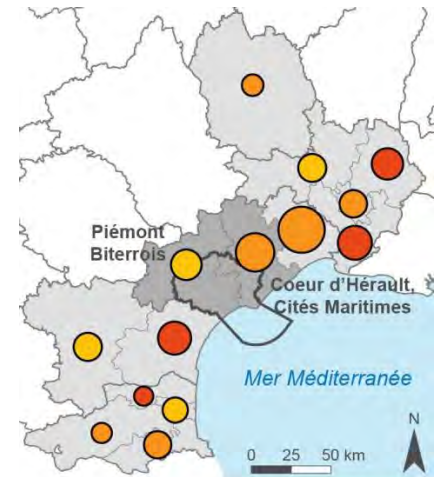 Piémont
Biterrois
Coeur d'Hérault,
Cités Maritimes
Mer Méditerranée
N
0 25 50 km